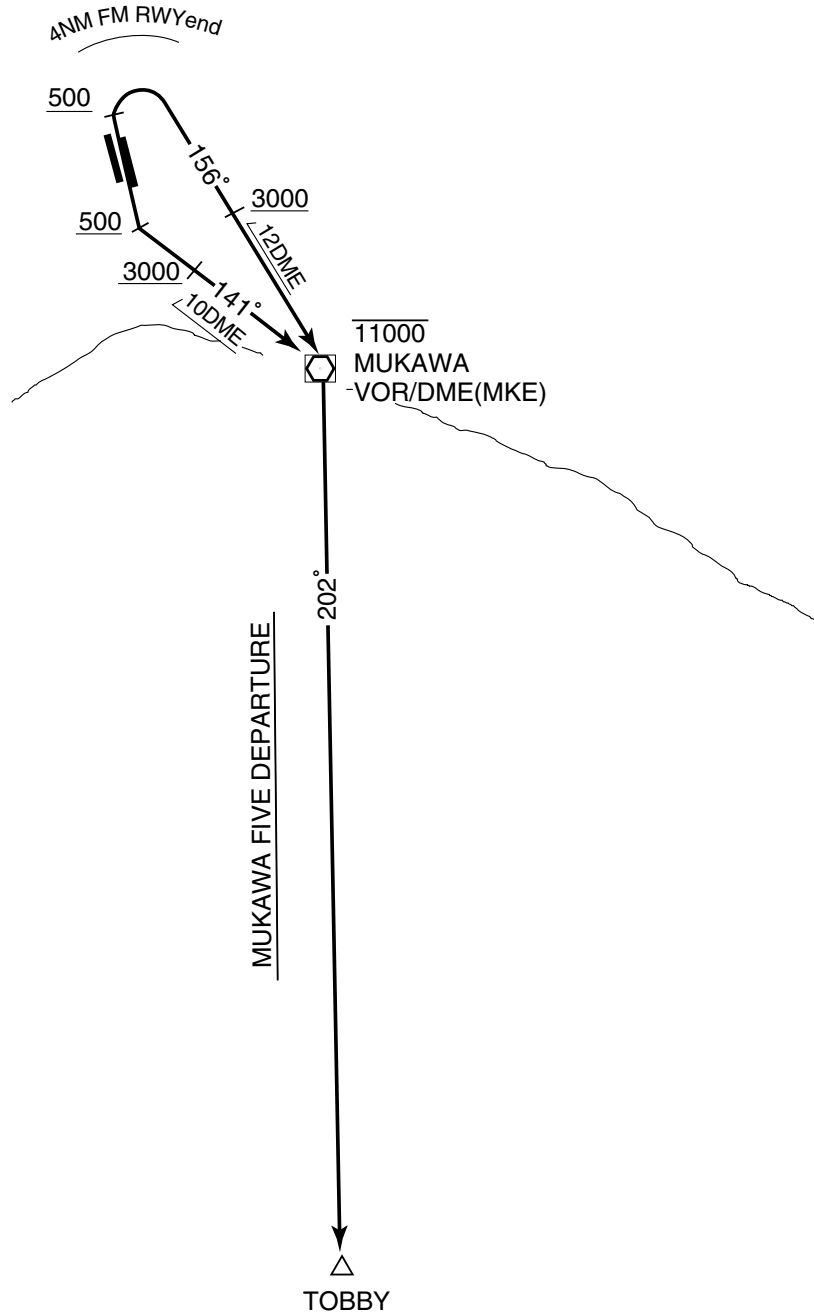 4NM FM RWYend
500
156°
3000
12DME
500
3000
141°
10DME
11000
MUKAWA
VOR/DME(MKE)
202°
MUKAWA FIVE DEPARTURE
TOBBY